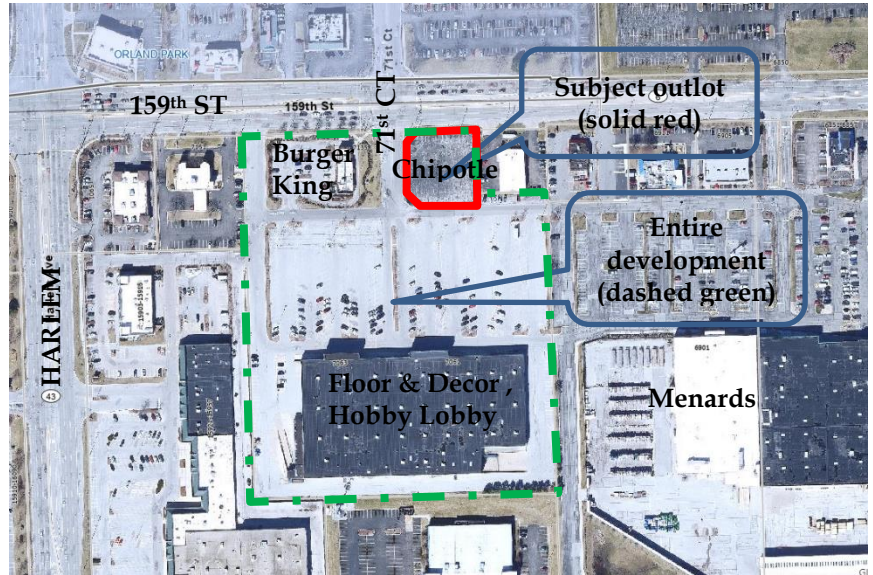 ORLAND PARK
71st Ct
159th ST
159th St
71st CT
Subject outlot
(solid red)
Burger
King
Chipotle
Entire
development
(dashed green)
HARLEM
43
Floor & Decor ,
Hobby Lobby
6901
Menards